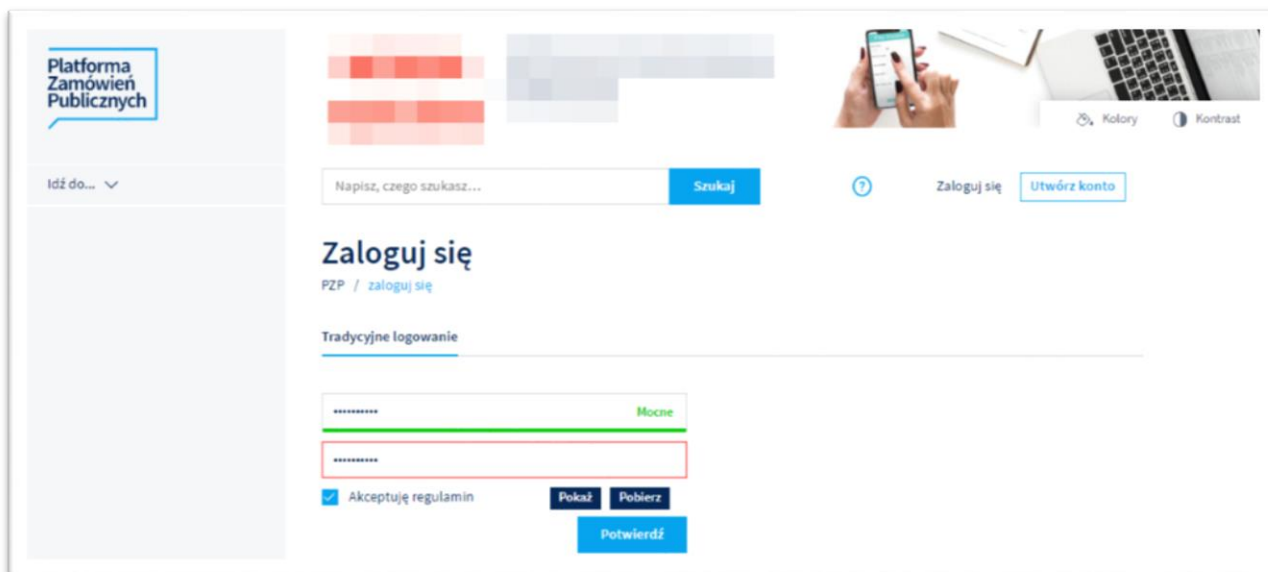 Platforma
Zamówień
Publicznych
Kolory
Kontrast
Idź do...
Napisz, czego szukasz...
Szukaj
?
Zaloguj się
Utwórz konto
Zaloguj się
PZP / zaloguj się
Tradycyjne logowanie
••••••••••
Mocne
••••••••••
Akceptuję regulamin
Pokaż
Pobierz
Potwierdź